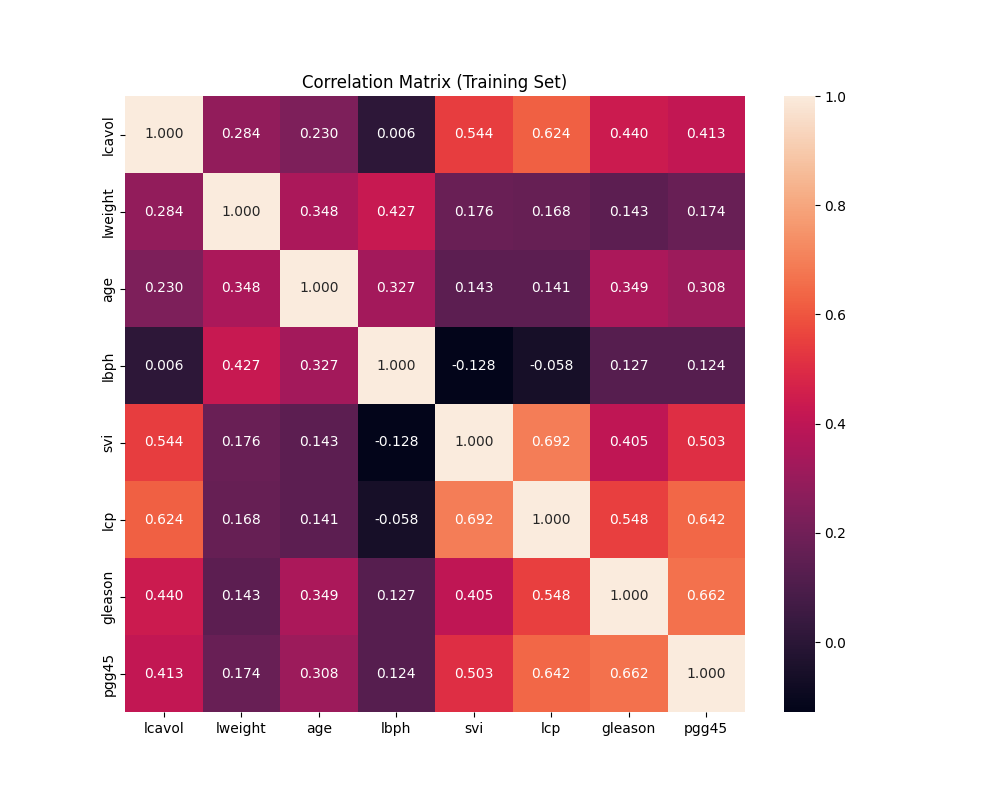 Correlation Matrix (Training Set)
lcavol 1.000 0.284 0.230 0.006 0.544 0.624 0.440 0.413
lweight 0.284 1.000 0.348 0.427 0.176 0.168 0.143 0.174
age 0.230 0.348 1.000 0.327 0.143 0.141 0.349 0.308
lbph 0.006 0.427 0.327 1.000 -0.128 -0.058 0.127 0.124
svi 0.544 0.176 0.143 -0.128 1.000 0.692 0.405 0.503
lcp 0.624 0.168 0.141 -0.058 0.692 1.000 0.548 0.642
gleason 0.440 0.143 0.349 0.127 0.405 0.548 1.000 0.662
pgg45 0.413 0.174 0.308 0.124 0.503 0.642 0.662 1.000
lcavol lweight age lbph svi lcp gleason pgg45
1.0
0.8
0.6
0.4
0.2
0.0